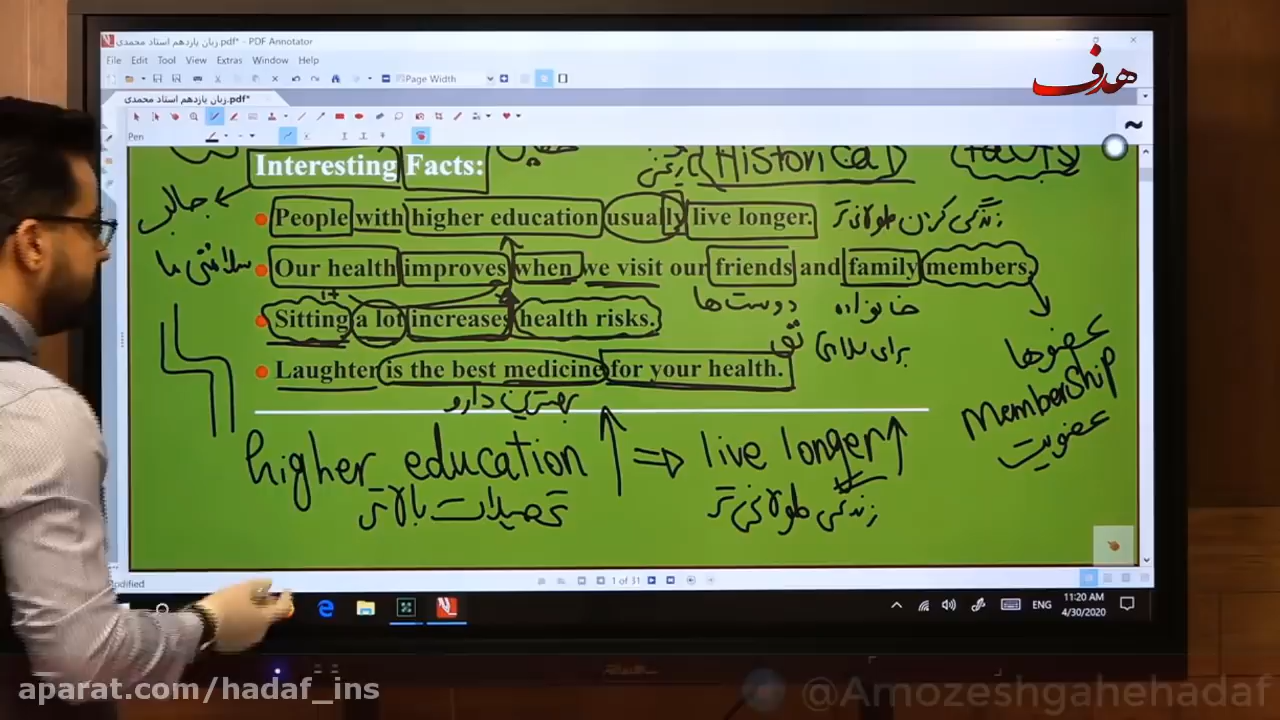 زبان یازدهم استاد محمدی.pdf* - PDF Annotator
هدف
File Edit Tool View Extras Window Help
Page Width
زبان یازدهم استاد محمدی.pdf*
Pen
Interesting Facts:
Historical
تاریخی
facts
جالب
People with higher education usually live longer.
زندگی کردن طولانی تر
سلامتی ما
Our health improves when we visit our friends and family members.
دوست ها
خانواده
عضوها
Sitting a lot increases health risks.
Membership
عضویت
Laughter is the best medicine for your health.
برای سلامتی
بهترین دارو
higher education ↑ ⇒ live longer ↑
تحصیلات بالاتر
زندگی طولانی تر
Modified
1 of 31
ENG
11:20 AM
4/30/2020
aparat.com/hadaf_ins
@Amozeshgahehadaf